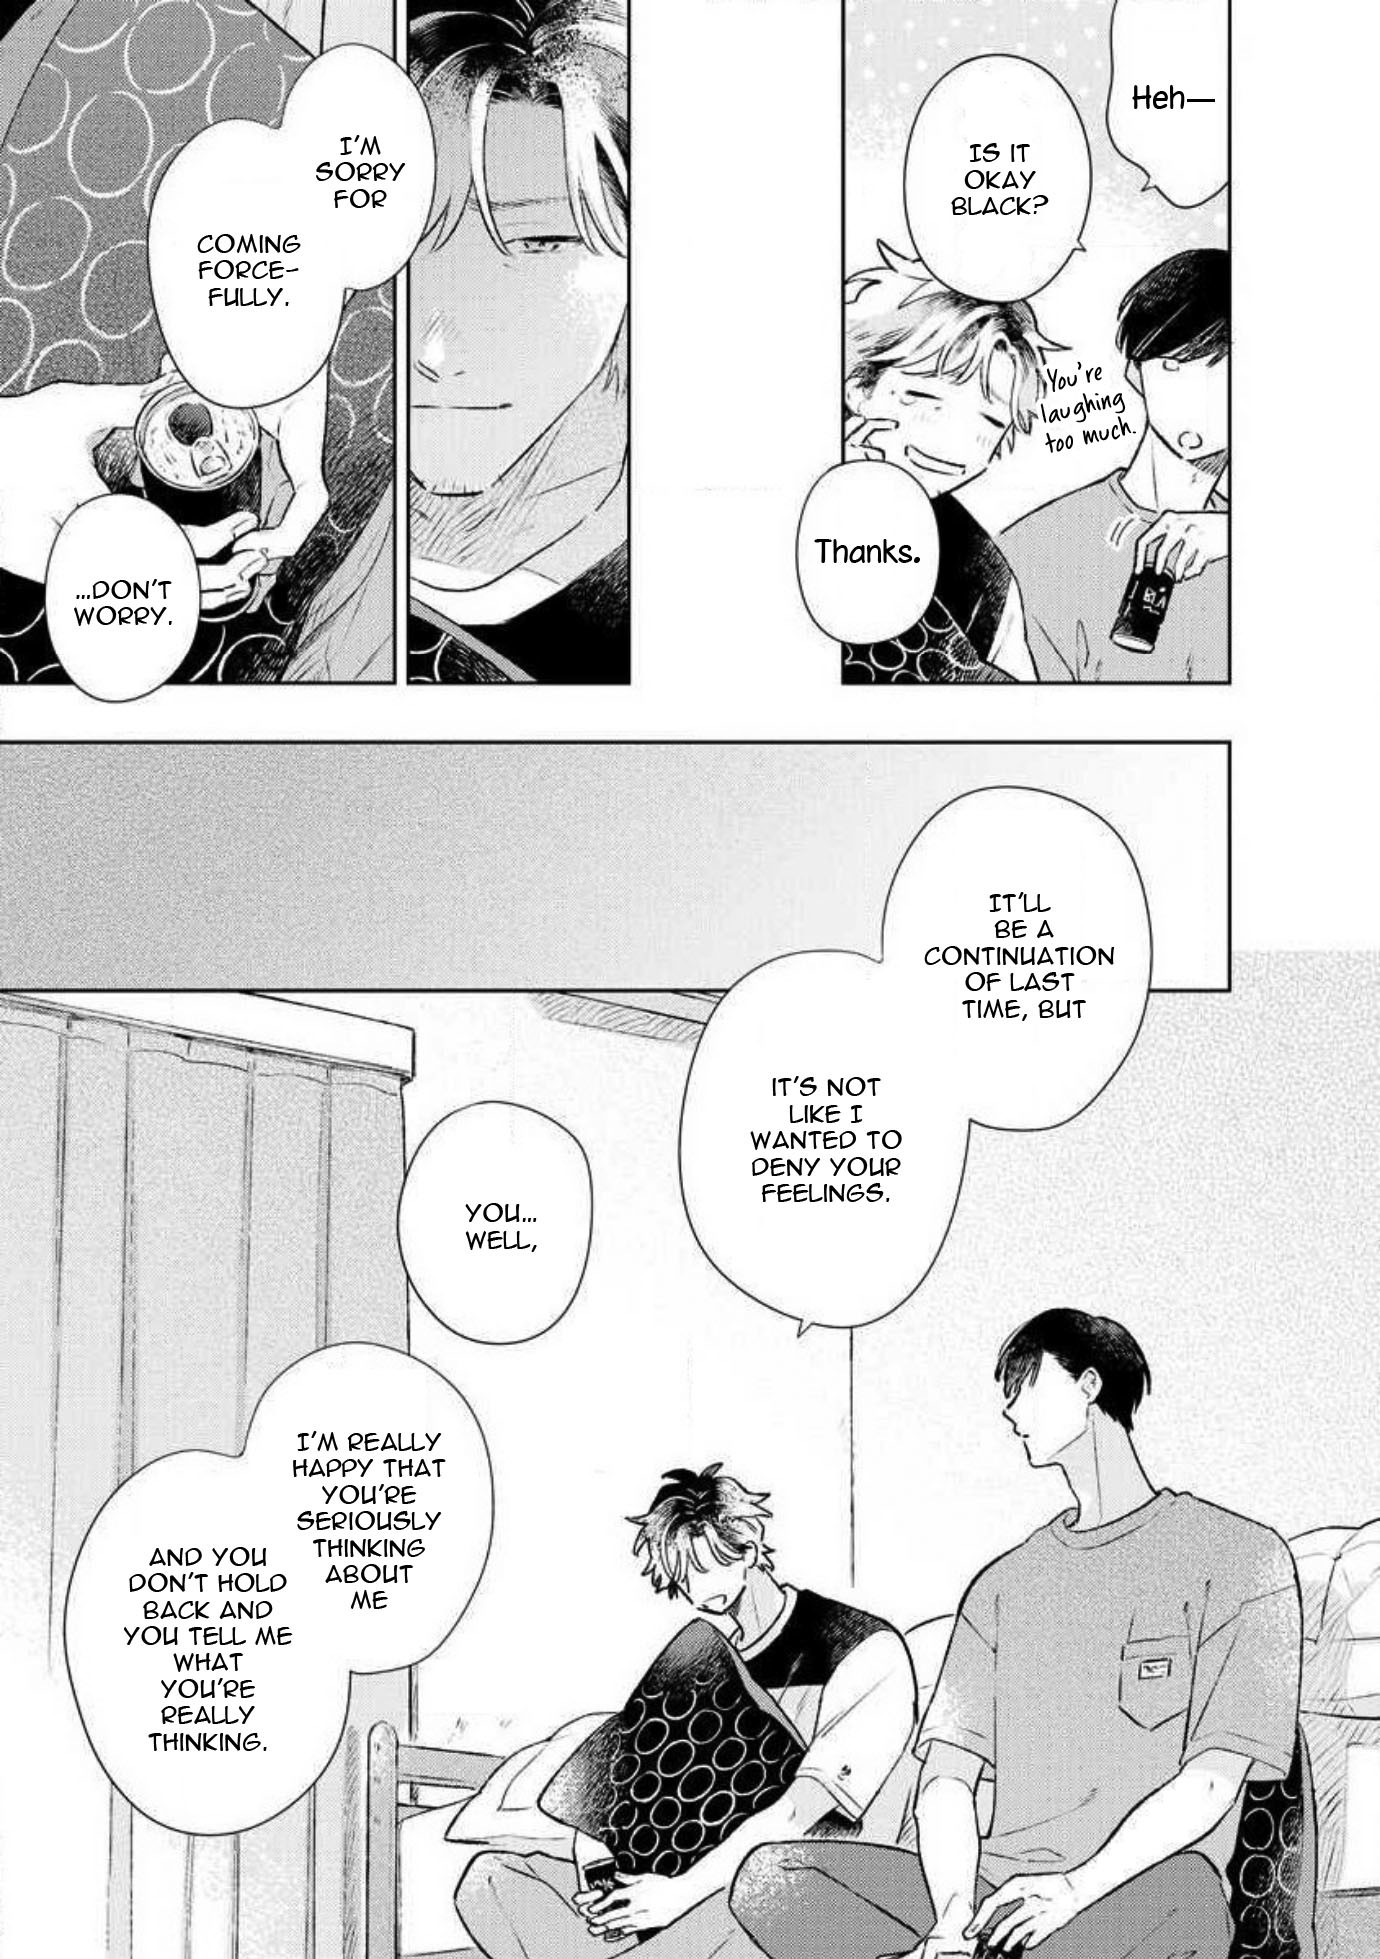 Heh—
IS IT
OKAY
BLACK?
You're
laughing
too much.
Thanks.
BLA
I'M
SORRY
FOR
COMING
FORCE-
FULLY.
...DON'T
WORRY.
IT'LL
BE A
CONTINUATION
OF LAST
TIME, BUT
IT'S NOT
LIKE I
WANTED TO
DENY YOUR
FEELINGS.
YOU...
WELL,
I'M REALLY
HAPPY THAT
YOU'RE
SERIOUSLY
THINKING
ABOUT
ME
AND YOU
DON'T HOLD
BACK AND
YOU TELL ME
WHAT
YOU'RE
REALLY
THINKING.